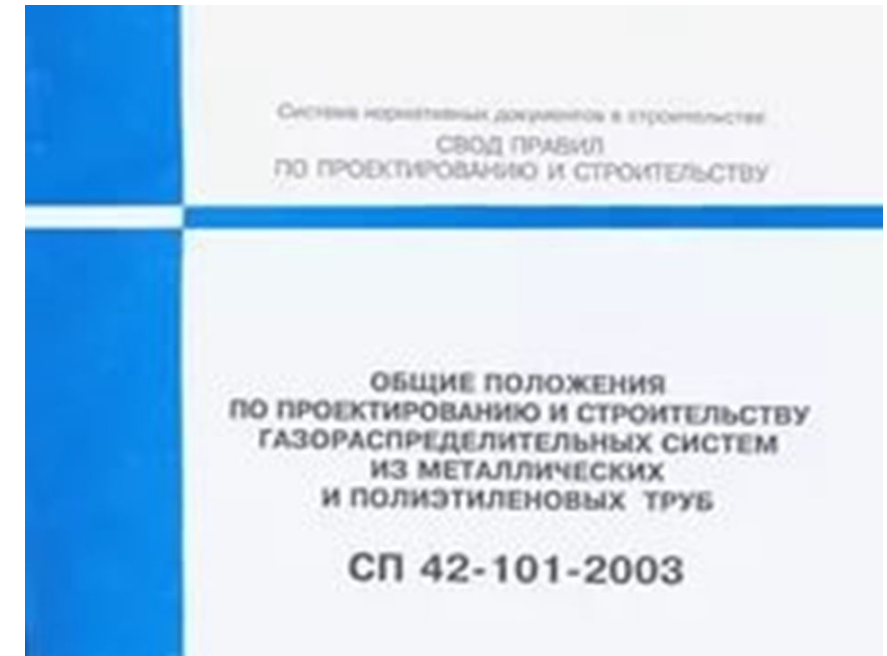 Система нормативных документов в строительстве
СВОД ПРАВИЛ
ПО ПРОЕКТИРОВАНИЮ И СТРОИТЕЛЬСТВУ
ОБЩИЕ ПОЛОЖЕНИЯ
ПО ПРОЕКТИРОВАНИЮ И СТРОИТЕЛЬСТВУ
ГАЗОРАСПРЕДЕЛИТЕЛЬНЫХ СИСТЕМ
ИЗ МЕТАЛЛИЧЕСКИХ
И ПОЛИЭТИЛЕНОВЫХ ТРУБ
СП 42-101-2003